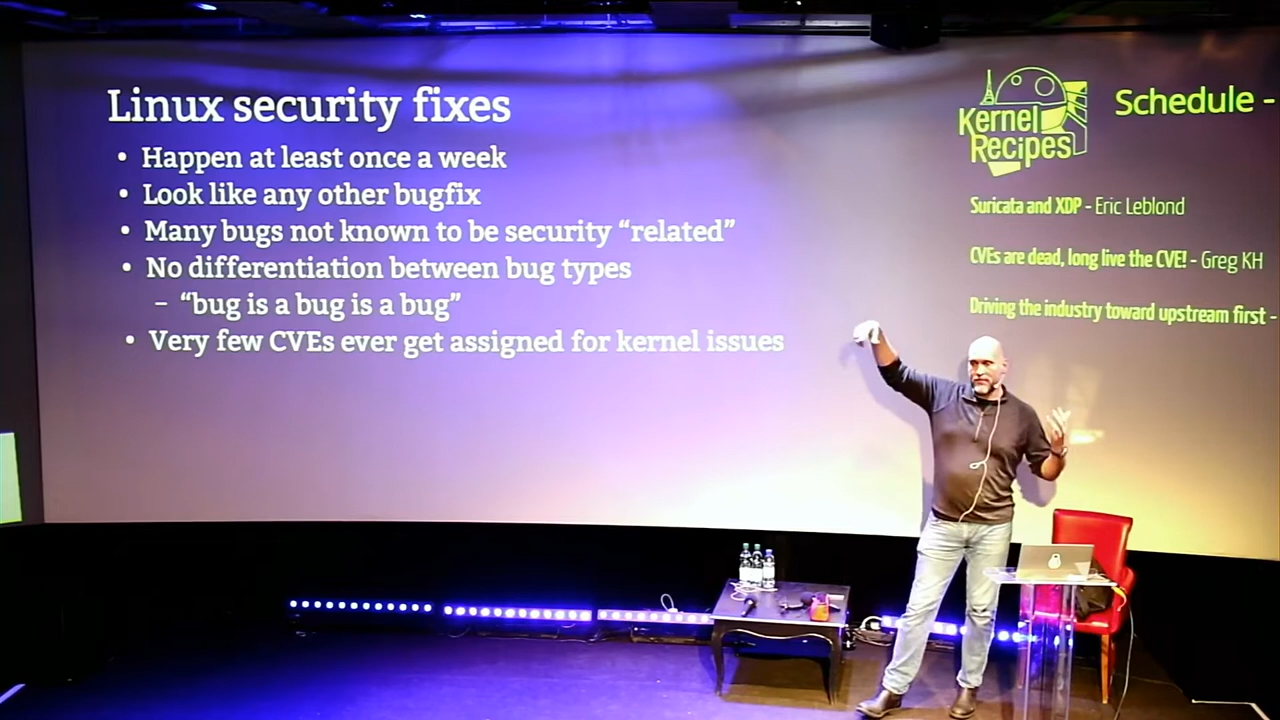 Linux security fixes
• Happen at least once a week
• Look like any other bugfix
• Many bugs not known to be security “related”
• No differentiation between bug types
– “bug is a bug is a bug”
• Very few CVEs ever get assigned for kernel issues
Kernel
Recipes
Schedule -
Suricata and XDP - Eric Leblond
CVEs are dead, long live the CVE! - Greg KH
Driving the industry toward upstream first -